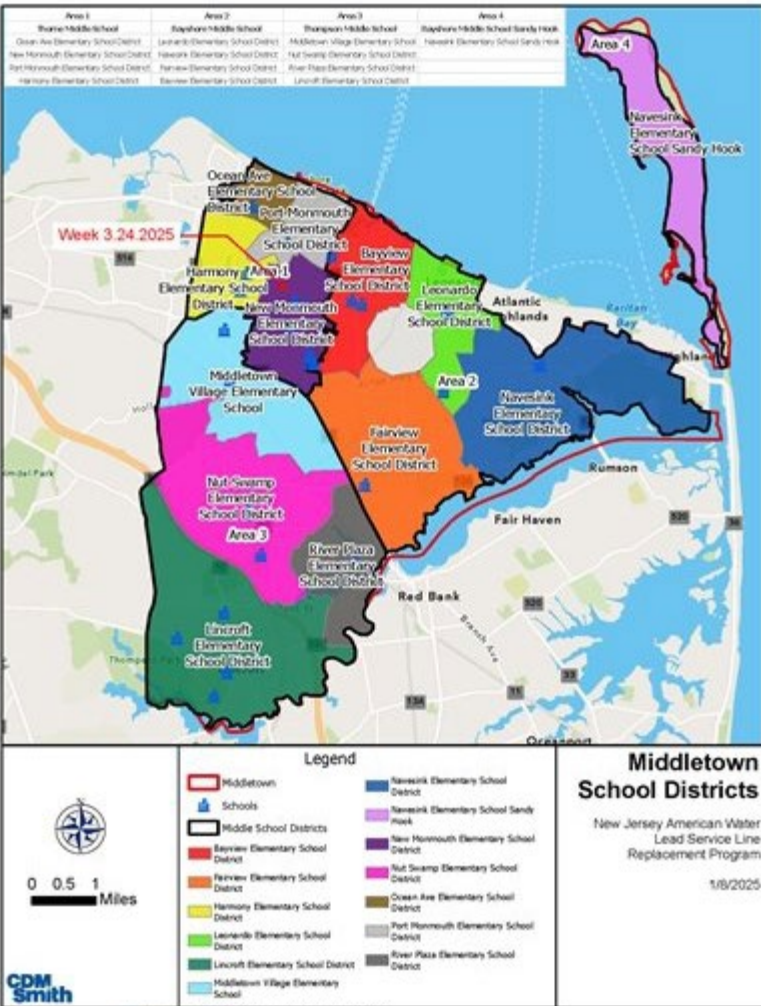 Area 1
Area 2
Area 3
Area 4
Thorne Middle School
Bayshore Middle School
Thompson Middle School
Bayshore Middle School Sandy Hook
Ocean Ave Elementary School District
Leonardo Elementary School District
Middletown Village Elementary School
Navesink Elementary School Sandy Hook
New Monmouth Elementary School District
Navesink Elementary School District
Nut Swamp Elementary School District
Port Monmouth Elementary School District
Fairview Elementary School District
River Plaza Elementary School District
Harmony Elementary School District
Bayview Elementary School District
Lincroft Elementary School District
Area 4
Navesink
Elementary
School Sandy Hook
Ocean Ave
Elementary School
District
Port Monmouth
Elementary
School District
Week 3.24.2025
Bayview
Elementary
School District
Harmony
Elementary School
District
Area 1
Leonardo
Elementary
School District
Atlantic
Highlands
Raritan
Bay
New Monmouth
Elementary
School District
Middletown
Village Elementary
School
Area 2
Navesink
Elementary
School District
Fairview
Elementary
School District
Rumson
Nut Swamp
Elementary
School District
Area 3
Fair Haven
520
36
River Plaza
Elementary
School District
Red Bank
520
Branch Ave
Lincroft
Elementary
School District
Thompson Park
33
Oceanport
Legend
Middletown
Schools
Middle School Districts
Bayview Elementary School
District
Fairview Elementary School
District
Harmony Elementary School
District
Leonardo Elementary School
District
Lincroft Elementary School District
Middletown Village Elementary
School
Navesink Elementary School
District
Navesink Elementary School Sandy
Hook
New Monmouth Elementary School
District
Nut Swamp Elementary School
District
Ocean Ave Elementary School
District
Port Monmouth Elementary School
District
River Plaza Elementary School
District
0 0.5 1
Miles
CDM
Smith
Middletown
School Districts
New Jersey American Water
Lead Service Line
Replacement Program
1/8/2025